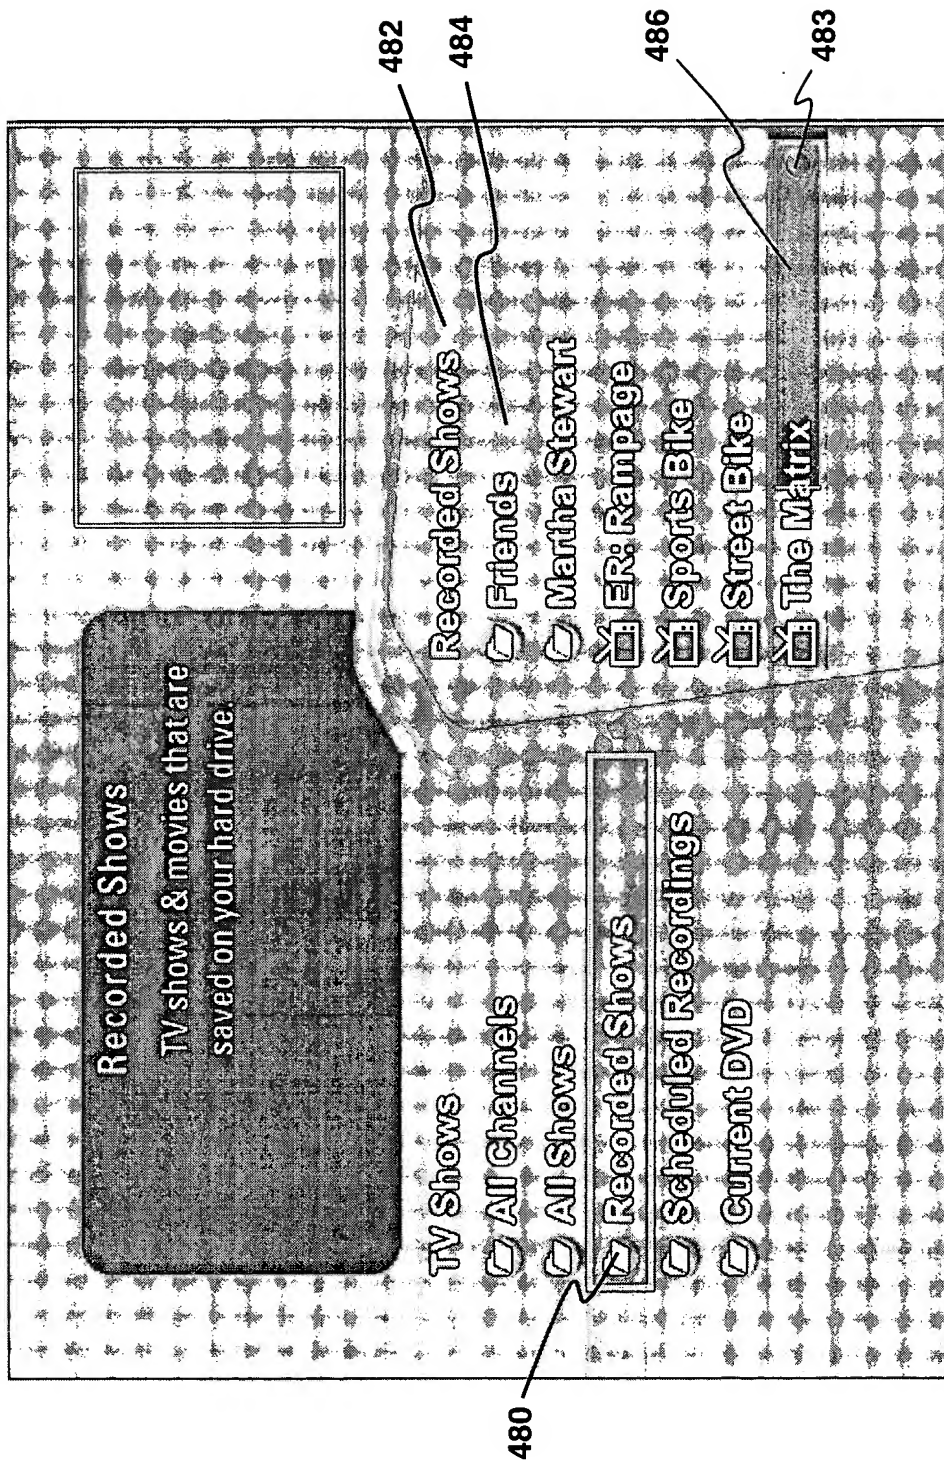 Recorded Shows
TV shows & movies that are
saved on your hard drive.
TV Shows
All Channels
All Shows
Recorded Shows
Scheduled Recordings
Current DVD
Recorded Shows
Friends
Martha Stewart
ER: Rampage
Sports Bike
Street Bike
The Matrix
480
482
484
486
483